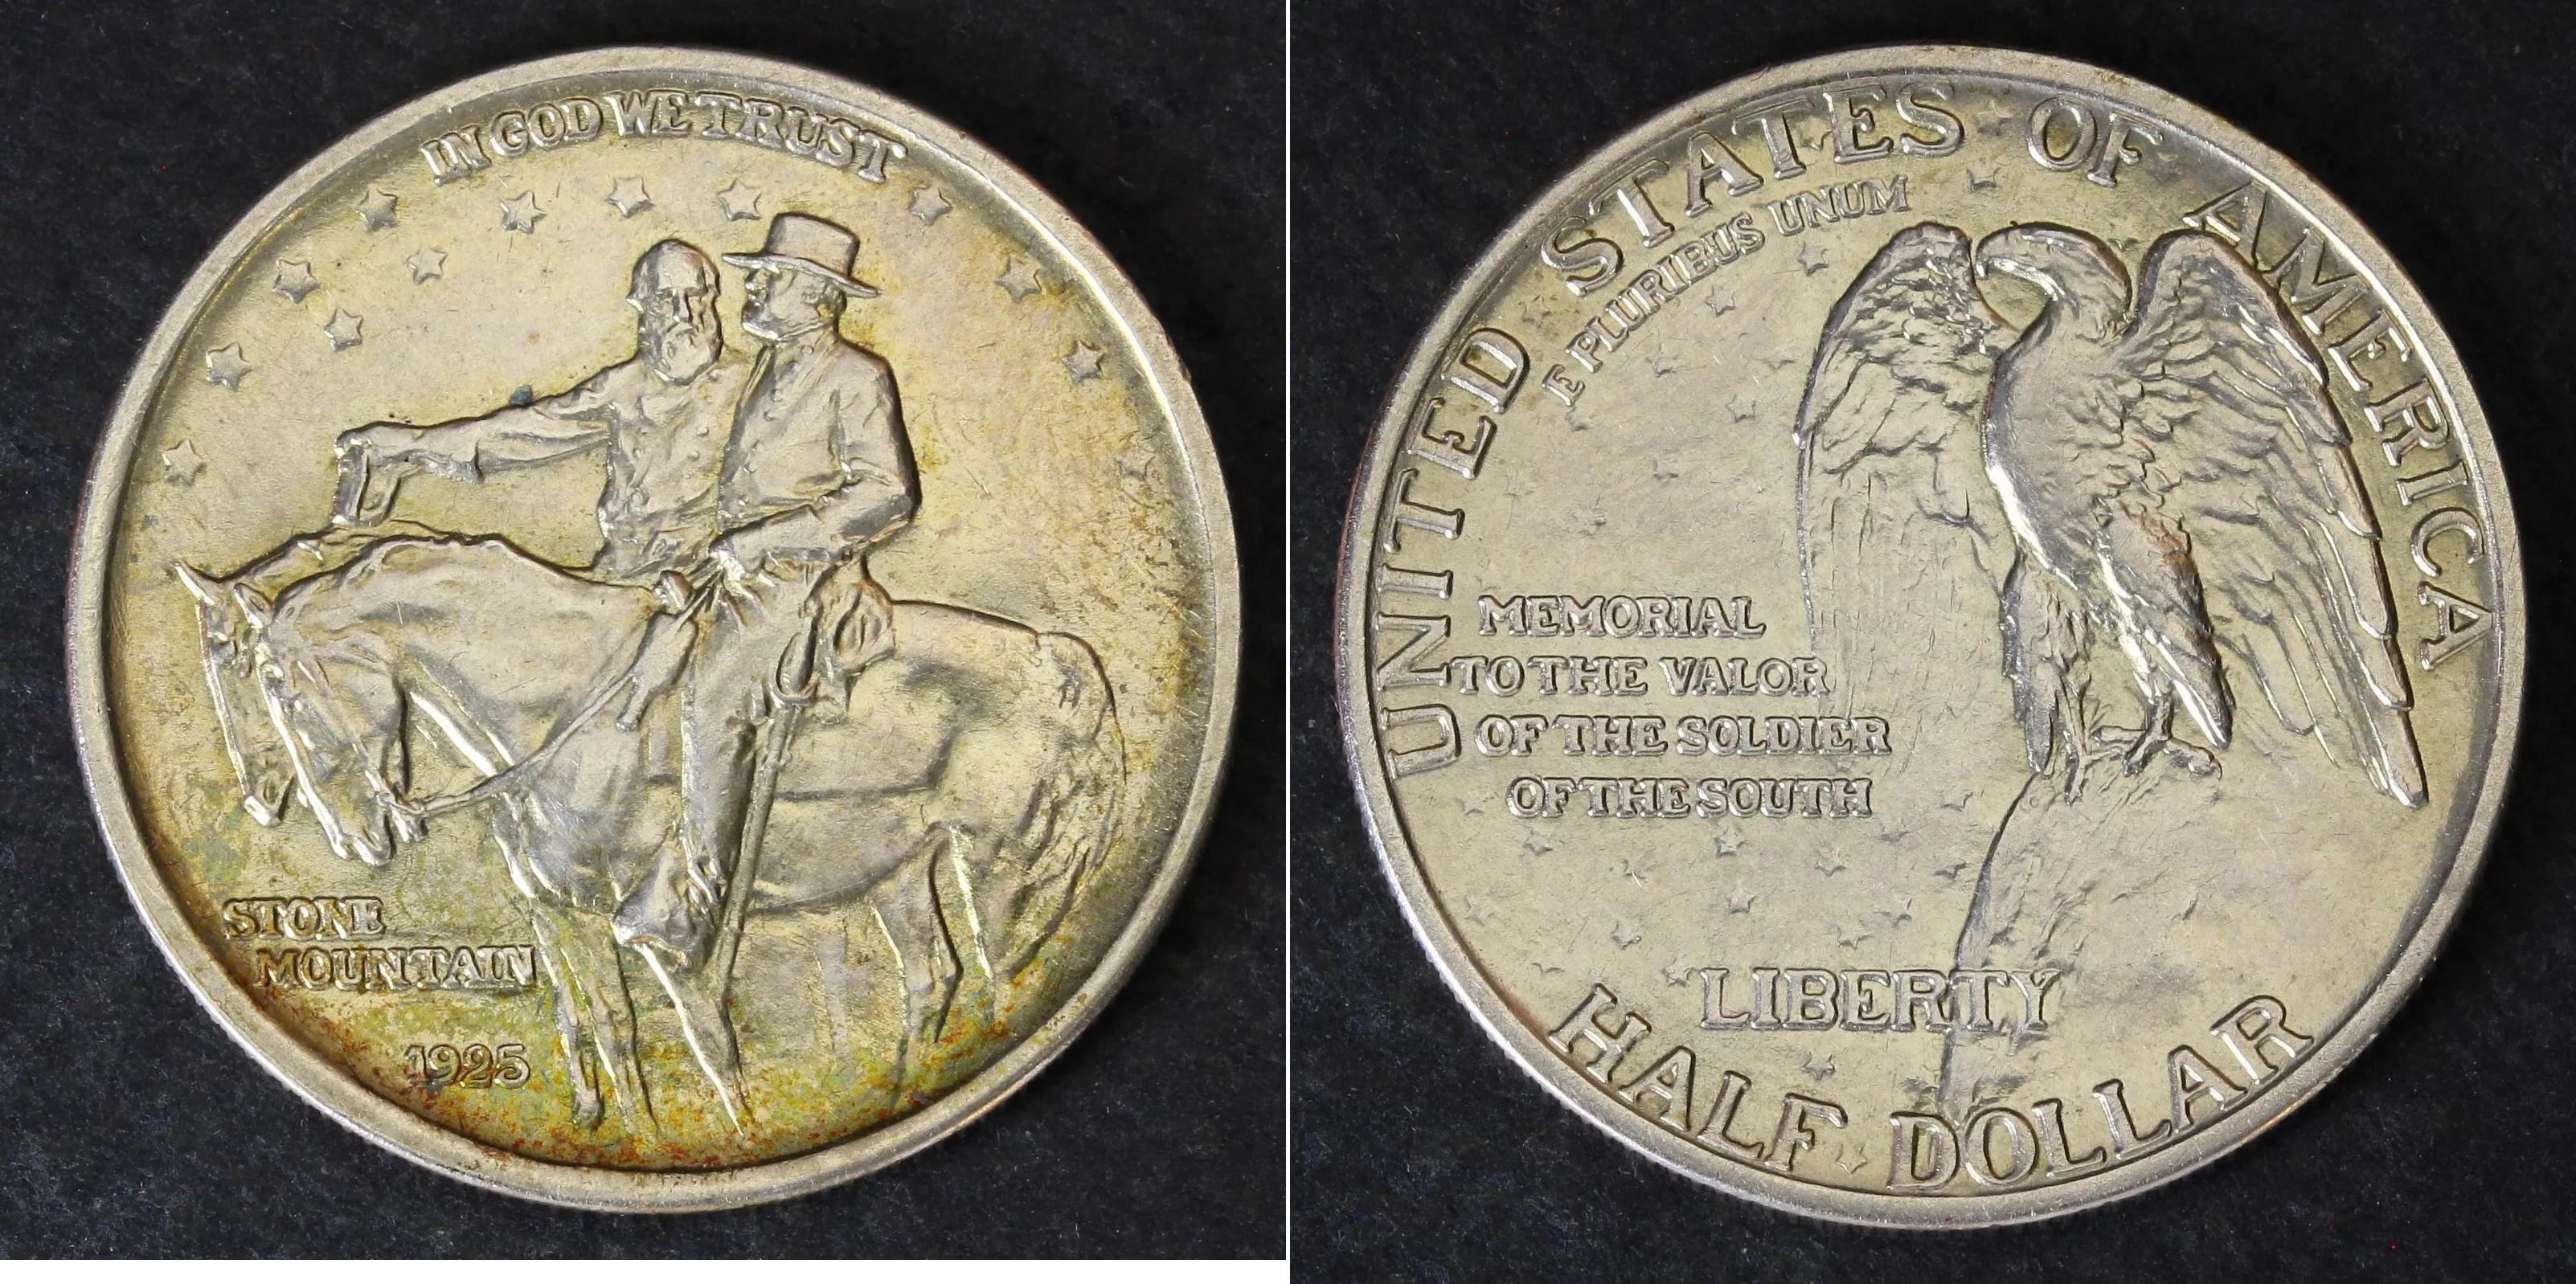 IN GOD WE TRUST
STONE
MOUNTAIN
1925
UNITED STATES OF AMERICA
E PLURIBUS UNUM
MEMORIAL
TO THE VALOR
OF THE SOLDIER
OF THE SOUTH
LIBERTY
HALF DOLLAR